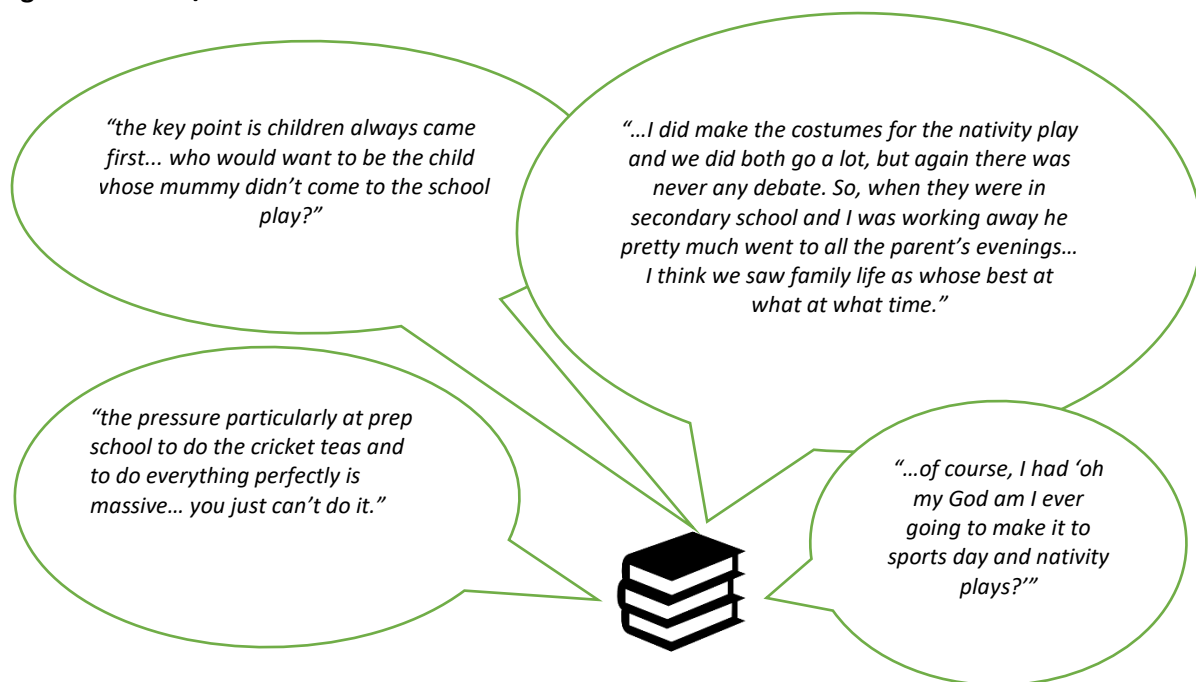 “the key point is children always came
first... who would want to be the child
whose mummy didn’t come to the school
play?”
“…I did make the costumes for the nativity play
and we did both go a lot, but again there was
never any debate. So, when they were in
secondary school and I was working away he
pretty much went to all the parent’s evenings…
I think we saw family life as whose best at
what at what time.”
“the pressure particularly at prep
school to do the cricket teas and
to do everything perfectly is
massive… you just can’t do it.”
“…of course, I had ‘oh
my God am I ever
going to make it to
sports day and nativity
plays?’”